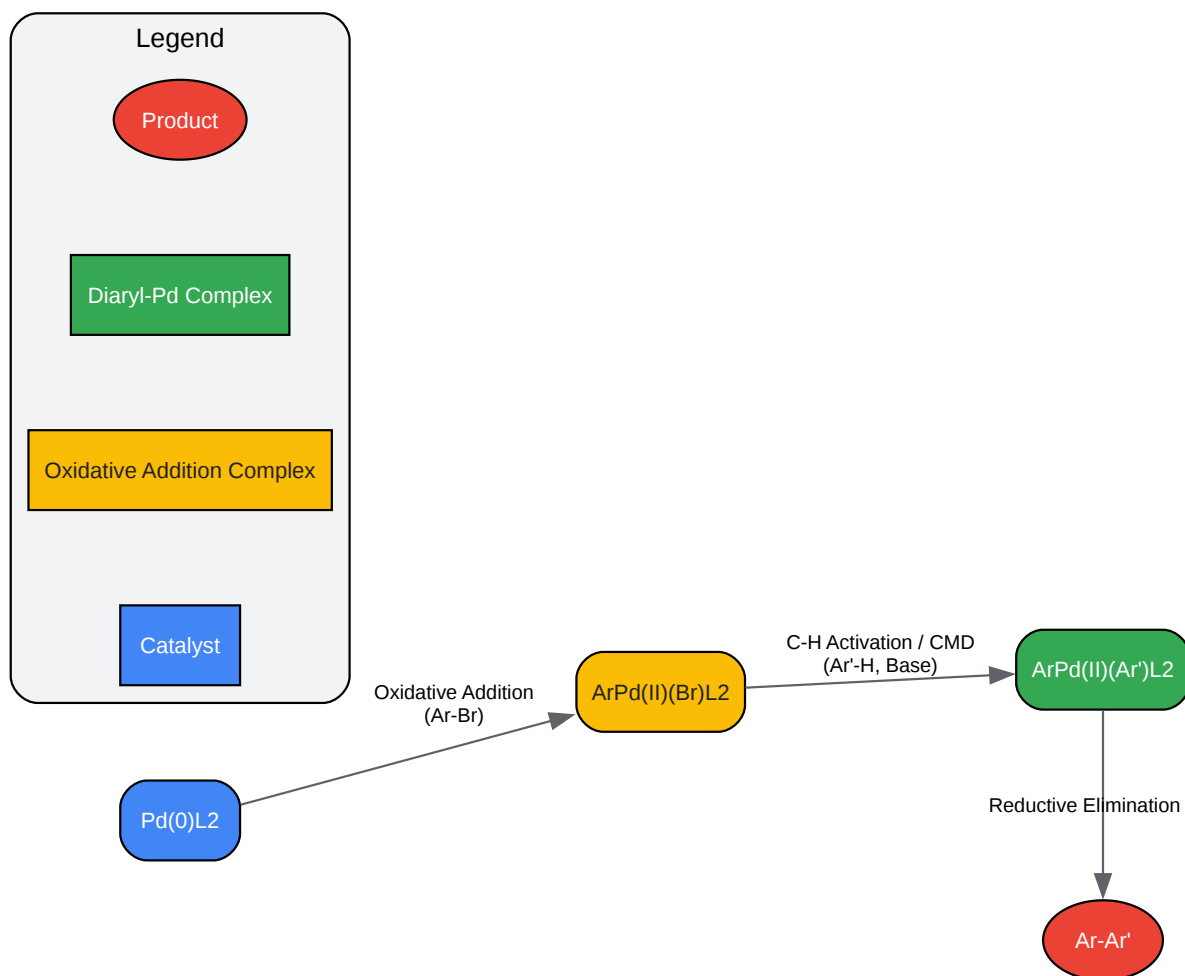 Legend
Product
Diaryl-Pd Complex
Oxidative Addition Complex
Catalyst
Oxidative Addition
(Ar-Br)
ArPd(II)(Br)L2
C-H Activation / CMD
(Ar'-H, Base)
ArPd(II)(Ar')L2
Pd(0)L2
Reductive Elimination
Ar-Ar'